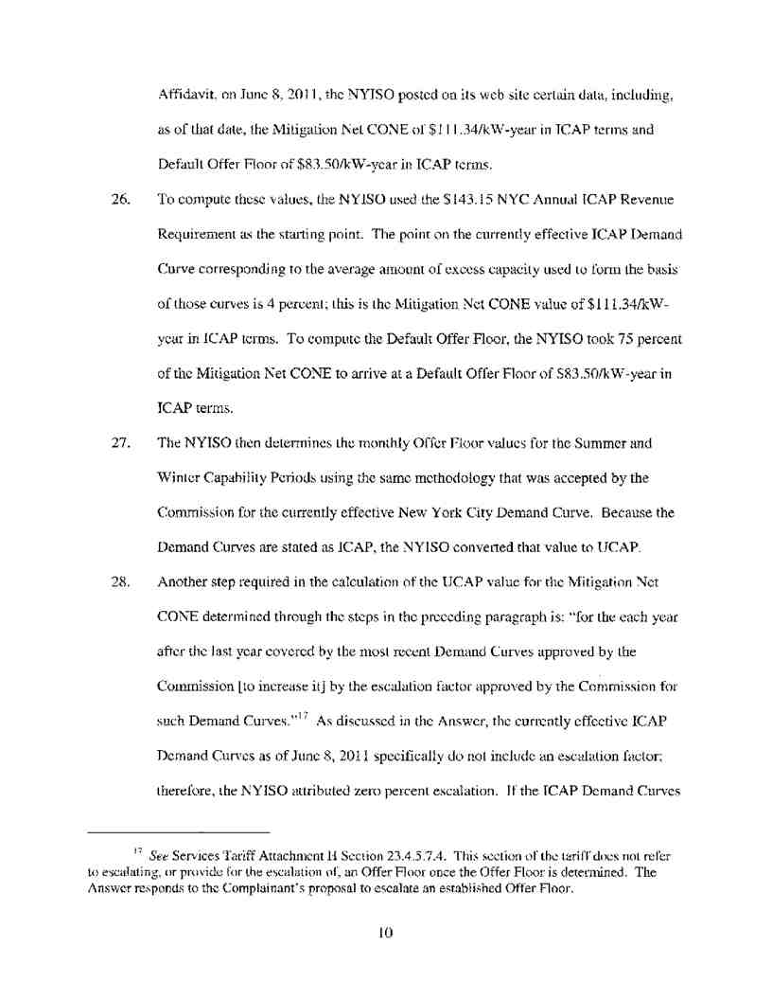 Affidavit, on June 8, 2011, the NYISO posted on its web site certain data, including,
as of that date, the Mitigation Net CONE of $111.34/kW-year in ICAP terms and
Default Offer Floor of $83.50/kW-year in ICAP terms.
26. To compute these values, the NYISO used the $143.15 NYC Annual ICAP Revenue
Requirement as the starting point. The point on the currently effective ICAP Demand
Curve corresponding to the average amount of excess capacity used to form the basis
of those curves is 4 percent; this is the Mitigation Net CONE value of $111.34/kW-
year in ICAP terms. To compute the Default Offer Floor, the NYISO took 75 percent
of the Mitigation Net CONE to arrive at a Default Offer Floor of $83.50/kW-year in
ICAP terms.
27. The NYISO then determines the monthly Offer Floor values for the Summer and
Winter Capability Periods using the same methodology that was accepted by the
Commission for the currently effective New York City Demand Curve. Because the
Demand Curves are stated as ICAP, the NYISO converted that value to UCAP.
28. Another step required in the calculation of the UCAP value for the Mitigation Net
CONE determined through the steps in the preceding paragraph is: "for the each year
after the last year covered by the most recent Demand Curves approved by the
Commission [to increase it] by the escalation factor approved by the Commission for
such Demand Curves."17 As discussed in the Answer, the currently effective ICAP
Demand Curves as of June 8, 2011 specifically do not include an escalation factor;
therefore, the NYISO attributed zero percent escalation. If the ICAP Demand Curves
17 See Services Tariff Attachment H Section 23.4.5.7.4. This section of the tariff does not refer
to escalating, or provide for the escalation of, an Offer Floor once the Offer Floor is determined. The
Answer responds to the Complainant's proposal to escalate an established Offer Floor.
10